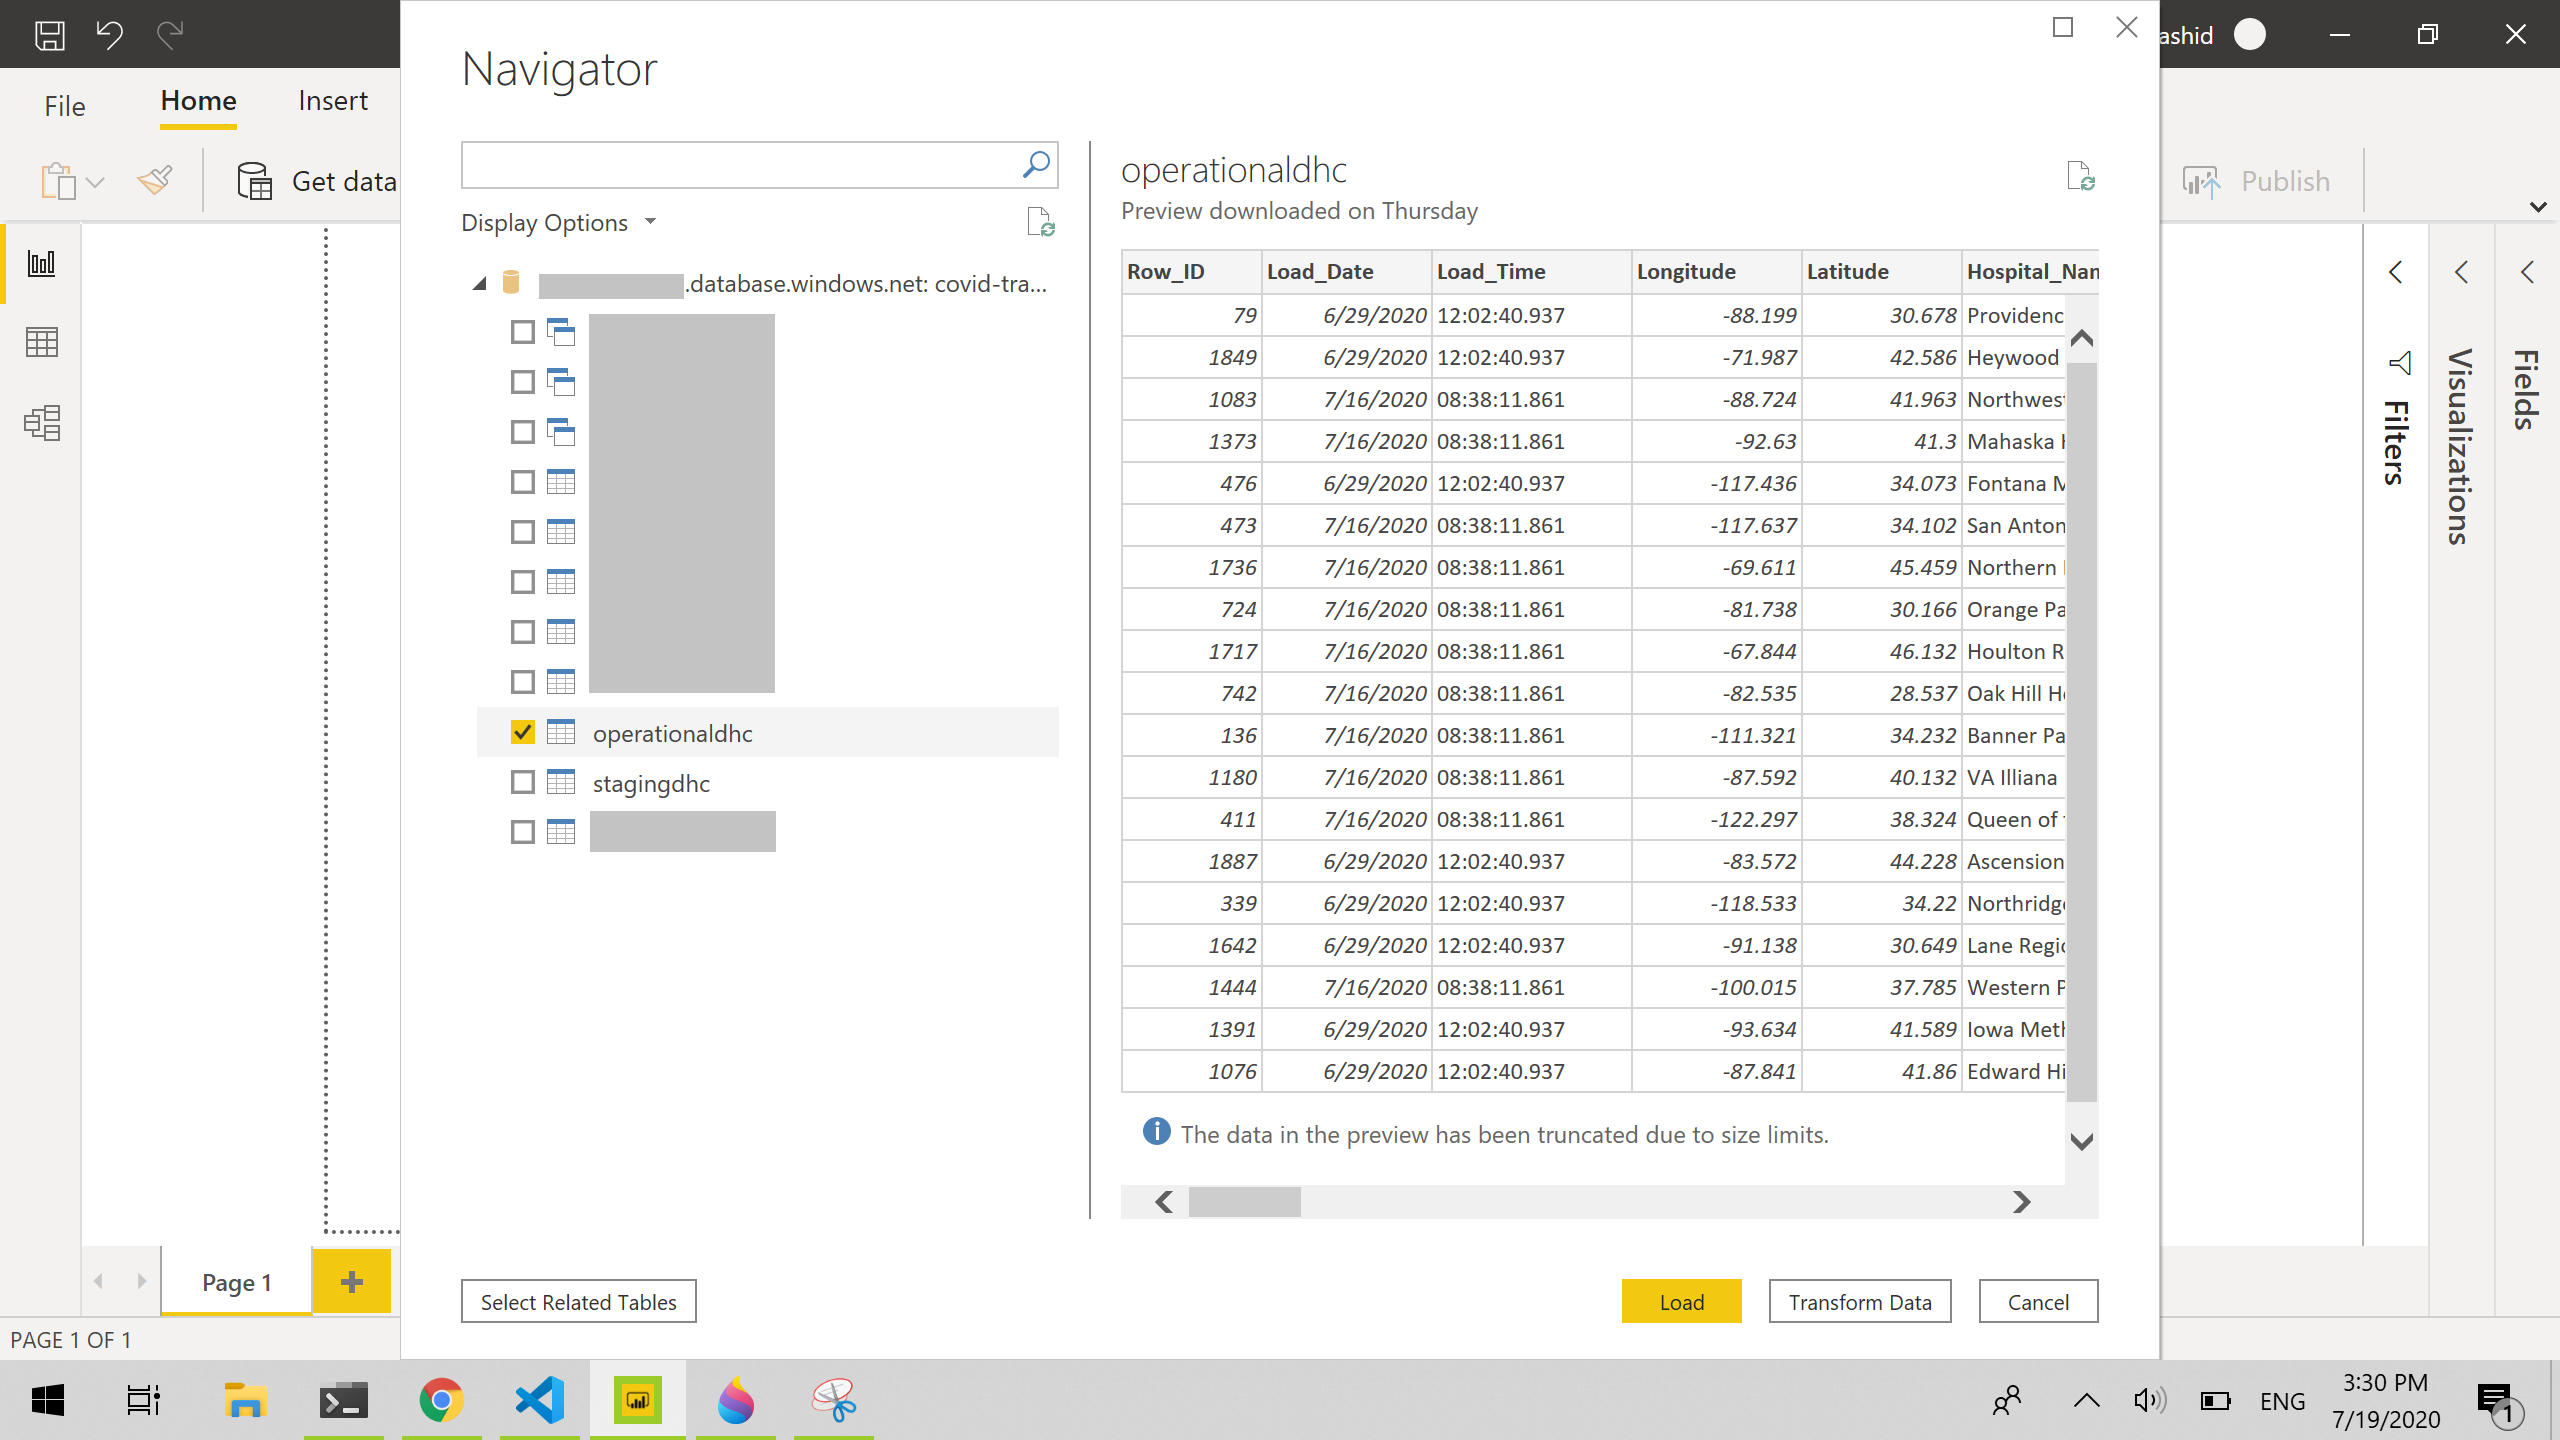 ashid
File Home Insert
Get data
Publish
Navigator
Display Options
.database.windows.net: covid-tra...
operationaldhc
stagingdhc
operationaldhc
Preview downloaded on Thursday
Row_ID Load_Date Load_Time Longitude Latitude Hospital_Nam
79 6/29/2020 12:02:40.937 -88.199 30.678 Providenc
1849 6/29/2020 12:02:40.937 -71.987 42.586 Heywood
1083 7/16/2020 08:38:11.861 -88.724 41.963 Northwest
1373 7/16/2020 08:38:11.861 -92.63 41.3 Mahaska H
476 6/29/2020 12:02:40.937 -117.436 34.073 Fontana M
473 7/16/2020 08:38:11.861 -117.637 34.102 San Anton
1736 7/16/2020 08:38:11.861 -69.611 45.459 Northern
724 7/16/2020 08:38:11.861 -81.738 30.166 Orange Pa
1717 7/16/2020 08:38:11.861 -67.844 46.132 Houlton R
742 7/16/2020 08:38:11.861 -82.535 28.537 Oak Hill Ho
136 7/16/2020 08:38:11.861 -111.321 34.232 Banner Pa
1180 7/16/2020 08:38:11.861 -87.592 40.132 VA Illiana
411 7/16/2020 08:38:11.861 -122.297 38.324 Queen of t
1887 6/29/2020 12:02:40.937 -83.572 44.228 Ascension
339 6/29/2020 12:02:40.937 -118.533 34.22 Northridge
1642 6/29/2020 12:02:40.937 -91.138 30.649 Lane Regio
1444 7/16/2020 08:38:11.861 -100.015 37.785 Western P
1391 6/29/2020 12:02:40.937 -93.634 41.589 Iowa Meth
1076 6/29/2020 12:02:40.937 -87.841 41.86 Edward Hi
The data in the preview has been truncated due to size limits.
Select Related Tables
Load Transform Data Cancel
Filters
Visualizations
Fields
Page 1
PAGE 1 OF 1
ENG
3:30 PM
7/19/2020
1